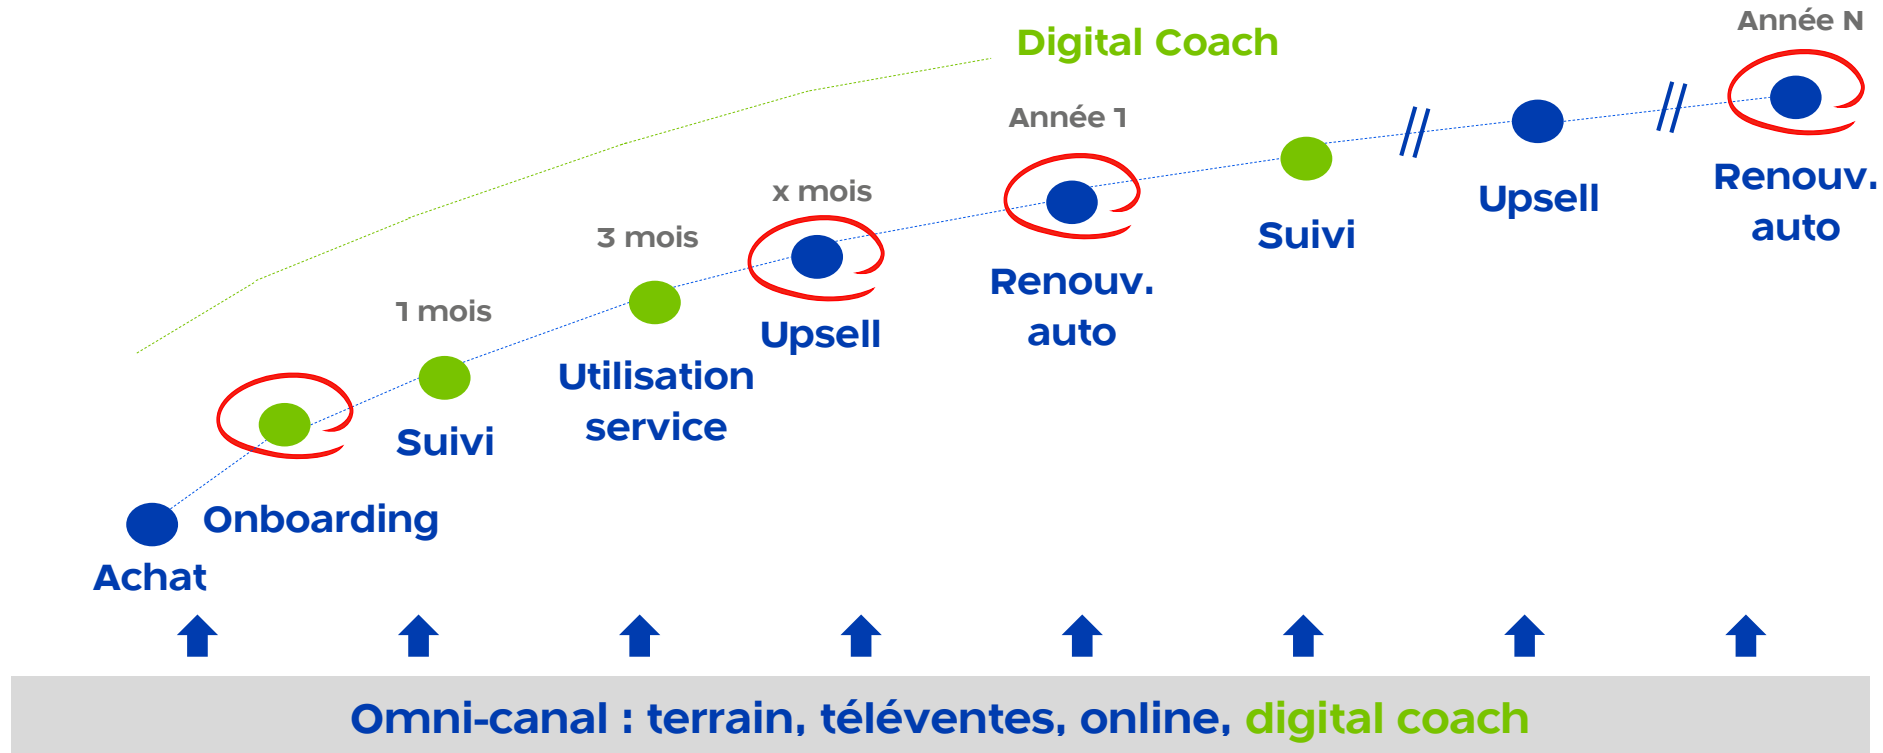 Digital Coach
Année N
Année 1
x mois
3 mois
1 mois
Achat
Onboarding
Suivi
Utilisation
service
Upsell
Renouv.
auto
Suivi
Upsell
Renouv.
auto
Omni-canal : terrain, téléventes, online, digital coach